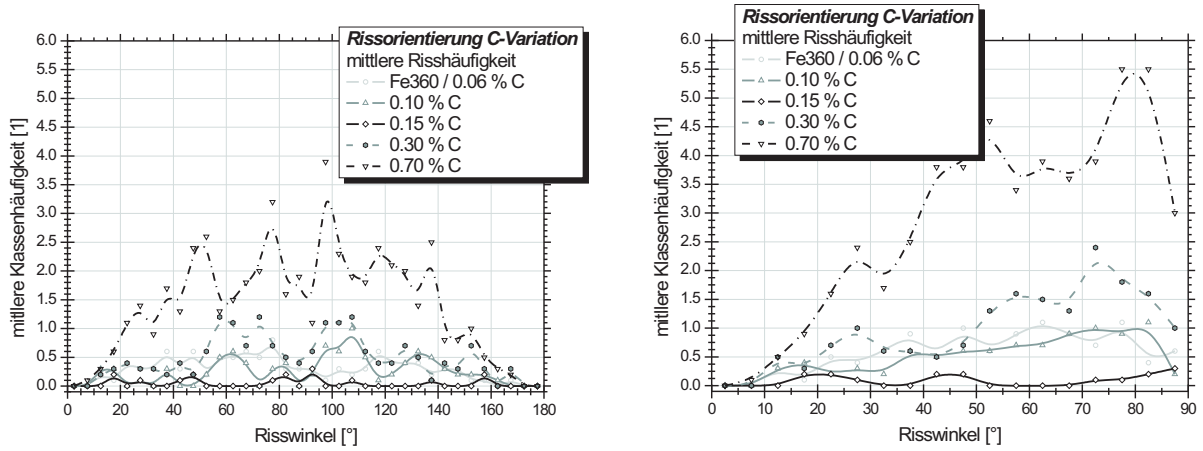 Rissorientierung C-Variation
mittlere Risshäufigkeit
Fe360 / 0.06 % C
0.10 % C
0.15 % C
0.30 % C
0.70 % C
6.0
5.5
5.0
4.5
4.0
3.5
3.0
2.5
2.0
1.5
1.0
0.5
0.0
mitllere Klassenhäufigkeit [1]
0 20 40 60 80 100 120 140 160 180
Risswinkel [°]
Rissorientierung C-Variation
mittlere Risshäufigkeit
Fe360 / 0.06 % C
0.10 % C
0.15 % C
0.30 % C
0.70 % C
6.0
5.5
5.0
4.5
4.0
3.5
3.0
2.5
2.0
1.5
1.0
0.5
0.0
mitllere Klassenhäufigkeit [1]
0 10 20 30 40 50 60 70 80 90
Risswinkel [°]